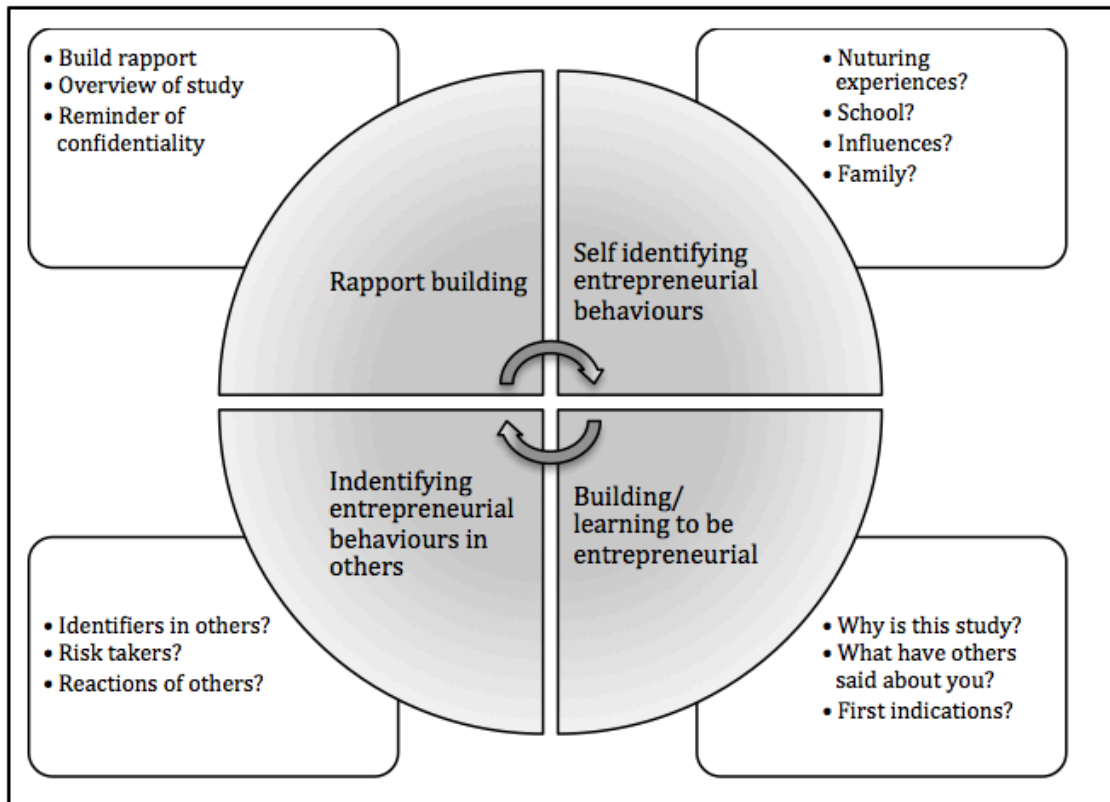 • Build rapport
• Overview of study
• Reminder of
confidentiality
• Nuturing
experiences?
• School?
• Influences?
• Family?
Rapport building
Self identifying
entrepreneurial
behaviours
Indentifying
entrepreneurial
behaviours in
others
Building/
learning to be
entrepreneurial
• Identifiers in others?
• Risk takers?
• Reactions of others?
• Why is this study?
• What have others
said about you?
• First indications?